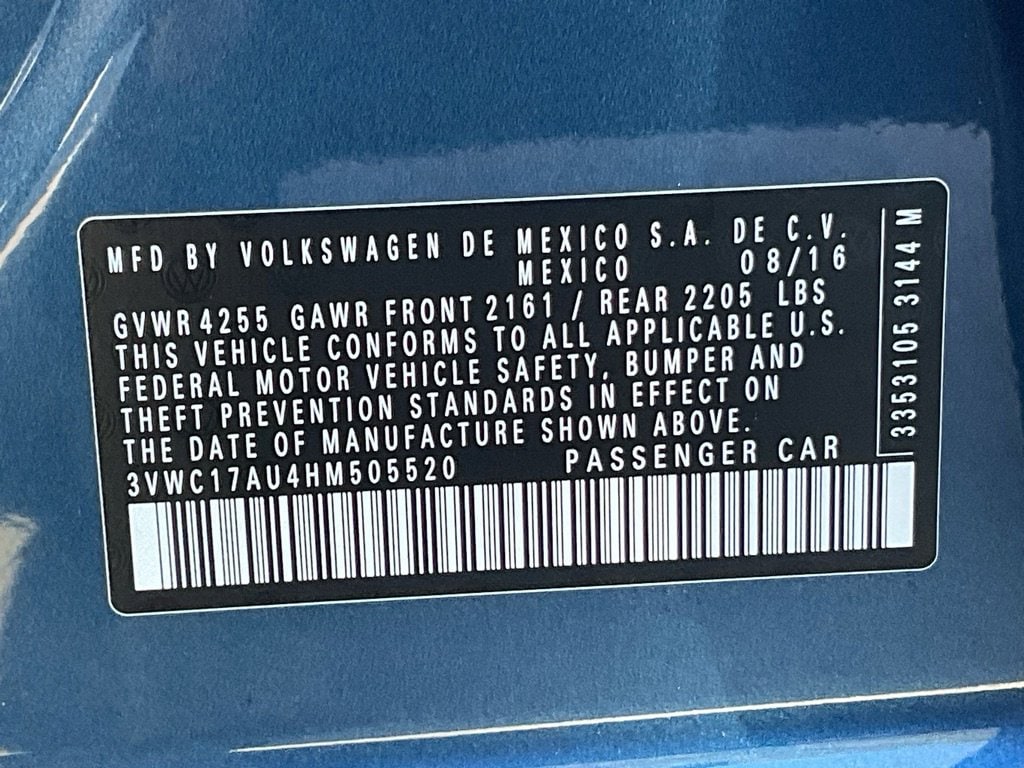 MFD BY VOLKSWAGEN DE MEXICO S.A. DE C.V.
MEXICO 08/16
GVWR 4255 GAWR FRONT 2161 / REAR 2205 LBS
THIS VEHICLE CONFORMS TO ALL APPLICABLE U.S.
FEDERAL MOTOR VEHICLE SAFETY, BUMPER AND
THEFT PREVENTION STANDARDS IN EFFECT ON
THE DATE OF MANUFACTURE SHOWN ABOVE.
3VWC17AU4HM505520 PASSENGER CAR
3353105 3144 M